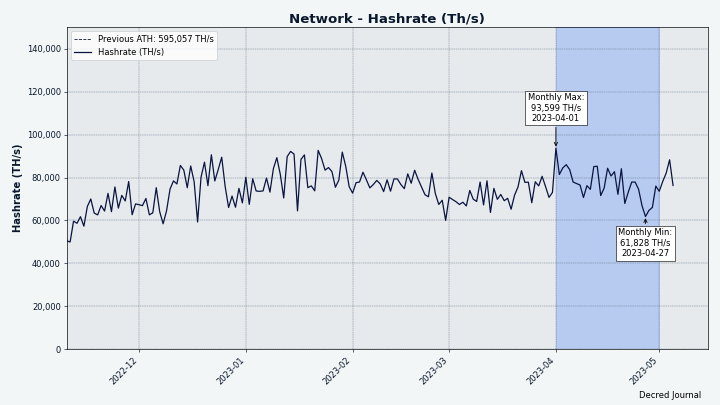 Network - Hashrate (Th/s)
Previous ATH: 595,057 TH/s
Hashrate (TH/s)
Hashrate (TH/s)
140,000
120,000
100,000
80,000
60,000
40,000
20,000
0
Monthly Max:
93,599 TH/s
2023-04-01
Monthly Min:
61,828 TH/s
2023-04-27
2022-12
2023-01
2023-02
2023-03
2023-04
2023-05
Decred Journal